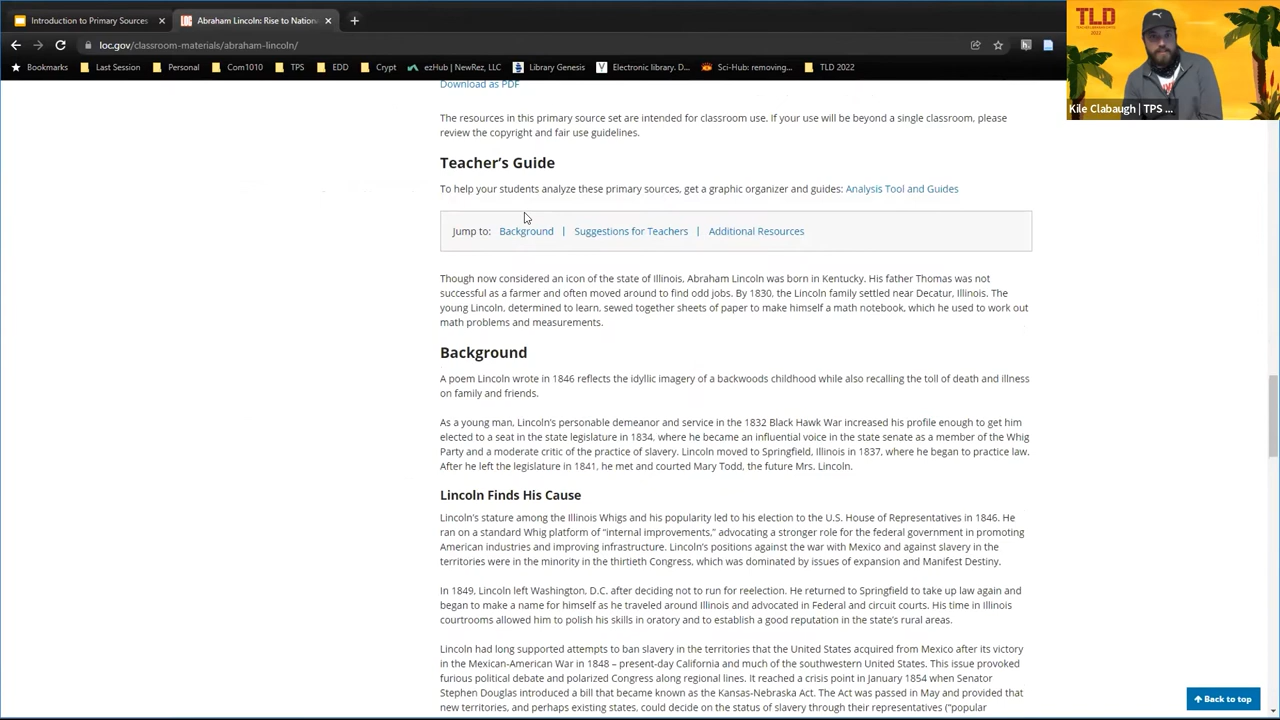 Introduction to Primary Sources
LOC
Abraham Lincoln: Rise to Nation
loc.gov/classroom-materials/abraham-lincoln/
Bookmarks
Last Session
Personal
Com1010
TPS
EDD
Crypt
ezHub | NewRez, LLC
Library Genesis
Electronic library. D...
Sci-Hub: removing...
TLD 2022
TLD
2022
Kile Clabaugh | TPS ...
Download as PDF
The resources in this primary source set are intended for classroom use. If your use will be beyond a single classroom, please
review the copyright and fair use guidelines.
Teacher's Guide
To help your students analyze these primary sources, get a graphic organizer and guides: Analysis Tool and Guides
Jump to: Background | Suggestions for Teachers | Additional Resources
Though now considered an icon of the state of Illinois, Abraham Lincoln was born in Kentucky. His father Thomas was not
successful as a farmer and often moved around to find odd jobs. By 1830, the Lincoln family settled near Decatur, Illinois. The
young Lincoln, determined to learn, sewed together sheets of paper to make himself a math notebook, which he used to work out
math problems and measurements.
Background
A poem Lincoln wrote in 1846 reflects the idyllic imagery of a backwoods childhood while also recalling the toll of death and illness
on family and friends.
As a young man, Lincoln's personable demeanor and service in the 1832 Black Hawk War increased his profile enough to get him
elected to a seat in the state legislature in 1834, where he became an influential voice in the state senate as a member of the Whig
Party and a moderate critic of the practice of slavery. Lincoln moved to Springfield, Illinois in 1837, where he began to practice law.
After he left the legislature in 1841, he met and courted Mary Todd, the future Mrs. Lincoln.
Lincoln Finds His Cause
Lincoln's stature among the Illinois Whigs and his popularity led to his election to the U.S. House of Representatives in 1846. He
ran on a standard Whig platform of "internal improvements," advocating a stronger role for the federal government in promoting
American industries and improving infrastructure. Lincoln's positions against the war with Mexico and against slavery in the
territories were in the minority in the thirtieth Congress, which was dominated by issues of expansion and Manifest Destiny.
In 1849, Lincoln left Washington, D.C. after deciding not to run for reelection. He returned to Springfield to take up law again and
began to make a name for himself as he traveled around Illinois and advocated in Federal and circuit courts. His time in Illinois
courtrooms allowed him to polish his skills in oratory and to establish a good reputation in the state's rural areas.
Lincoln had long supported attempts to ban slavery in the territories that the United States acquired from Mexico after its victory
in the Mexican-American War in 1848 – present-day California and much of the southwestern United States. This issue provoked
furious political debate and polarized Congress along regional lines. It reached a crisis point in January 1854 when Senator
Stephen Douglas introduced a bill that became known as the Kansas-Nebraska Act. The Act was passed in May and provided that
new territor ps existing states, could decide on the status of slavery through their representatives ("popular
Back to top